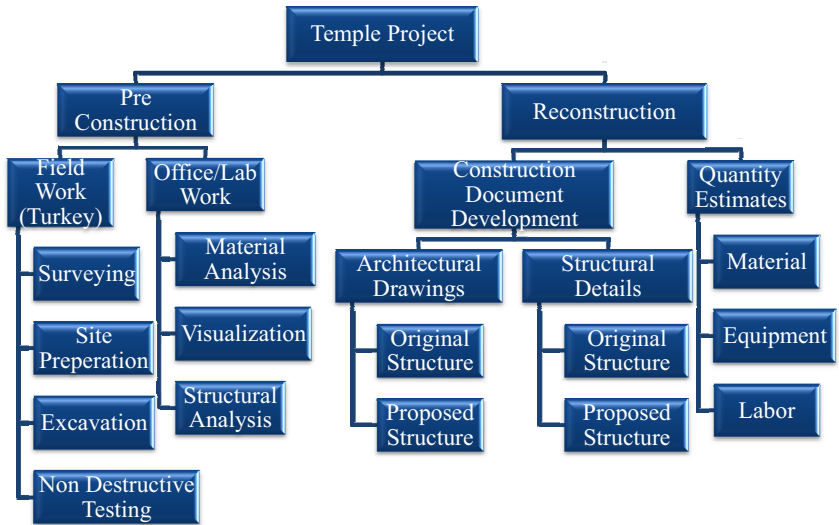 Temple Project
Pre
Construction
Reconstruction
Field
Work
(Turkey)
Office/Lab
Work
Construction
Document
Development
Quantity
Estimates
Surveying
Site
Preperation
Excavation
Non Destructive
Testing
Material
Analysis
Visualization
Structural
Analysis
Architectural
Drawings
Structural
Details
Original
Structure
Proposed
Structure
Original
Structure
Proposed
Structure
Material
Equipment
Labor